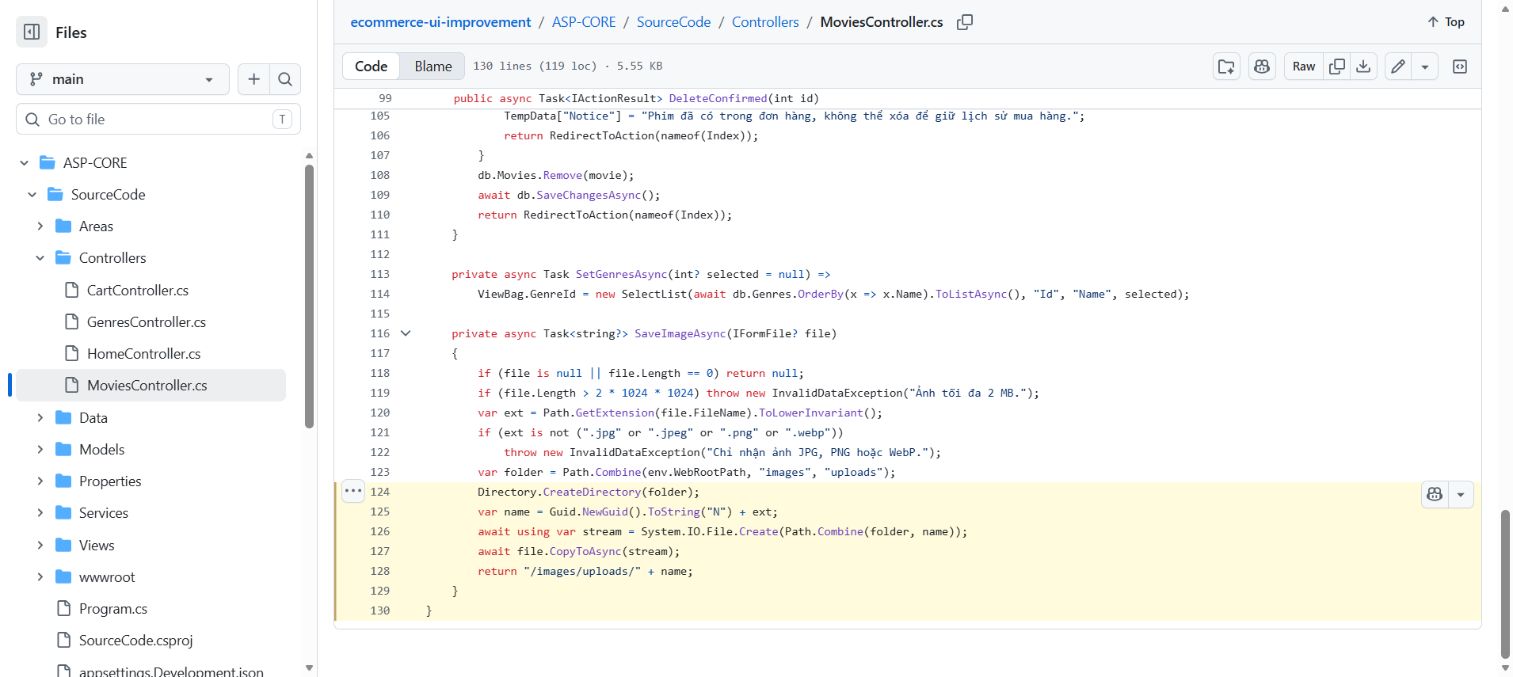 Files
main
Go to file
T
ASP-CORE
SourceCode
Areas
Controllers
CartController.cs
GenresController.cs
HomeController.cs
MoviesController.cs
Data
Models
Properties
Services
Views
wwwroot
Program.cs
SourceCode.csproj
appsettings.Development.json
ecommerce-ui-improvement / ASP-CORE / SourceCode / Controllers / MoviesController.cs
Top
Code Blame 130 lines (119 loc) · 5.55 KB
Raw
99 public async Task<IActionResult> DeleteConfirmed(int id)
105 TempData["Notice"] = "Phim đã có trong đơn hàng, không thể xóa để giữ lịch sử mua hàng.";
106 return RedirectToAction(nameof(Index));
107 }
108 db.Movies.Remove(movie);
109 await db.SaveChangesAsync();
110 return RedirectToAction(nameof(Index));
111 }
112
113 private async Task SetGenresAsync(int? selected = null) =>
114 ViewBag.GenreId = new SelectList(await db.Genres.OrderBy(x => x.Name).ToListAsync(), "Id", "Name", selected);
115
116 private async Task<string?> SaveImageAsync(IFormFile? file)
117 {
118 if (file is null || file.Length == 0) return null;
119 if (file.Length > 2 * 1024 * 1024) throw new InvalidDataException("Ảnh tối đa 2 MB.");
120 var ext = Path.GetExtension(file.FileName).ToLowerInvariant();
121 if (ext is not (".jpg" or ".jpeg" or ".png" or ".webp"))
122 throw new InvalidDataException("Chỉ nhận ảnh JPG, PNG hoặc WebP.");
123 var folder = Path.Combine(env.WebRootPath, "images", "uploads");
124 Directory.CreateDirectory(folder);
125 var name = Guid.NewGuid().ToString("N") + ext;
126 await using var stream = System.IO.File.Create(Path.Combine(folder, name));
127 await file.CopyToAsync(stream);
128 return "/images/uploads/" + name;
129 }
130 }